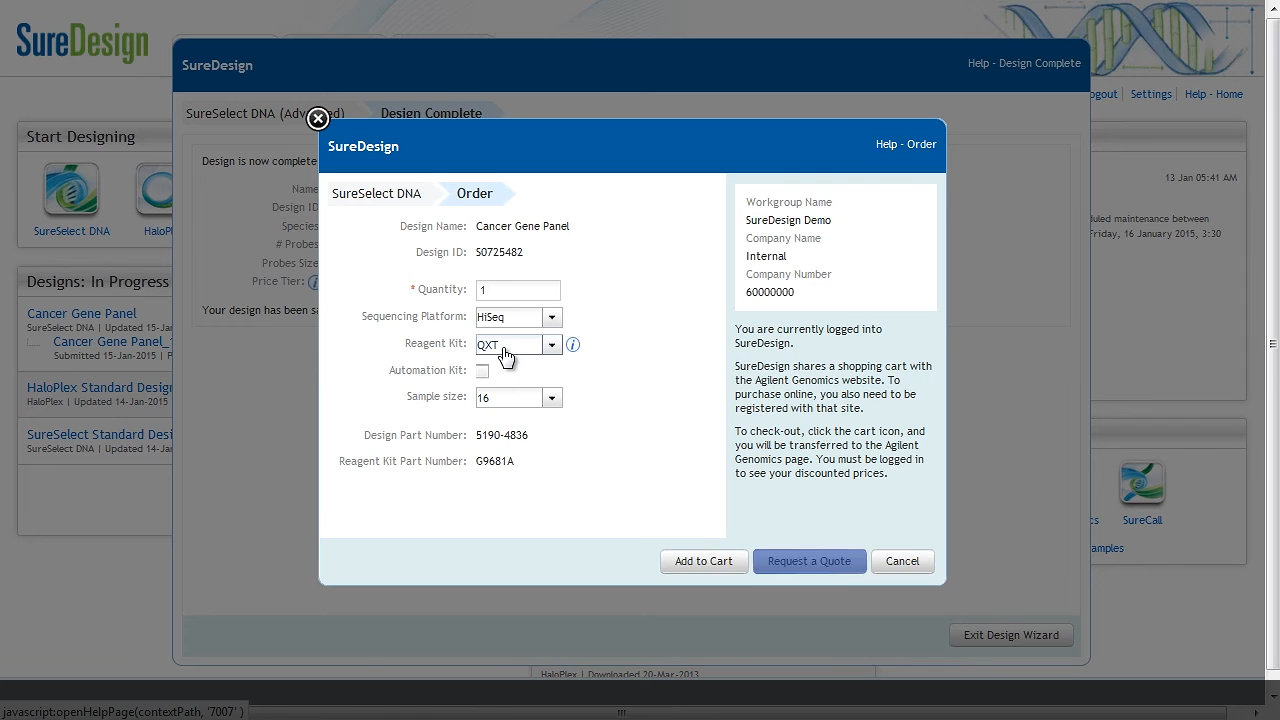 SureDesign
SureDesign
Help - Design Complete
Logout
Settings
Help - Home
SureSelect DNA (Advanced)
Design Complete
Start Designing
SureSelect DNA
HaloPl
Design is now complete
Name
Design ID
Species
# Probes
Probes Size
Price Tier:
Your design has been sa
13 Jan 05:41 AM
duled maintenance between
Friday, 16 January 2015, 3:30
Designs: In Progress
Cancer Gene Panel
SureSelect DNA | Updated 15-Jan
Cancer Gene Panel_
Submitted 15-Jan-2015 | P
HaloPlex Standard Design
HaloPlex | Updated 14-Jan-2015
SureSelect Standard Desi
SureSelect DNA | Updated 14-Jan
SureDesign
Help - Order
SureSelect DNA
Order
Design Name: Cancer Gene Panel
Design ID: S0725482
* Quantity: 1
Sequencing Platform: HiSeq
Reagent Kit: QXT
Automation Kit:
Sample size: 16
Design Part Number: 5190-4836
Reagent Kit Part Number: G9681A
Workgroup Name
SureDesign Demo
Company Name
Internal
Company Number
60000000
You are currently logged into
SureDesign.
SureDesign shares a shopping cart with
the Agilent Genomics website. To
purchase online, you also need to be
registered with that site.
To check-out, click the cart icon, and
you will be transferred to the Agilent
Genomics page. You must be logged in
to see your discounted prices.
Add to Cart
Request a Quote
Cancel
cs
SureCall
amples
Exit Design Wizard
HaloPlex | Downloaded 20-Mar-2013
javascript:openHelpPage(contextPath, '7007' )